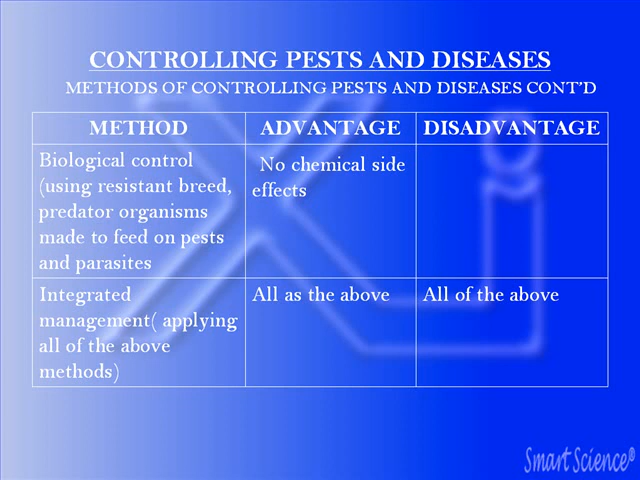 CONTROLLING PESTS AND DISEASES
METHODS OF CONTROLLING PESTS AND DISEASES CONT'D
METHOD ADVANTAGE DISADVANTAGE
Biological control
(using resistant breed,
predator organisms
made to feed on pests
and parasites
No chemical side
effects
Integrated
management( applying
all of the above
methods)
All as the above
All of the above
Smart Science®